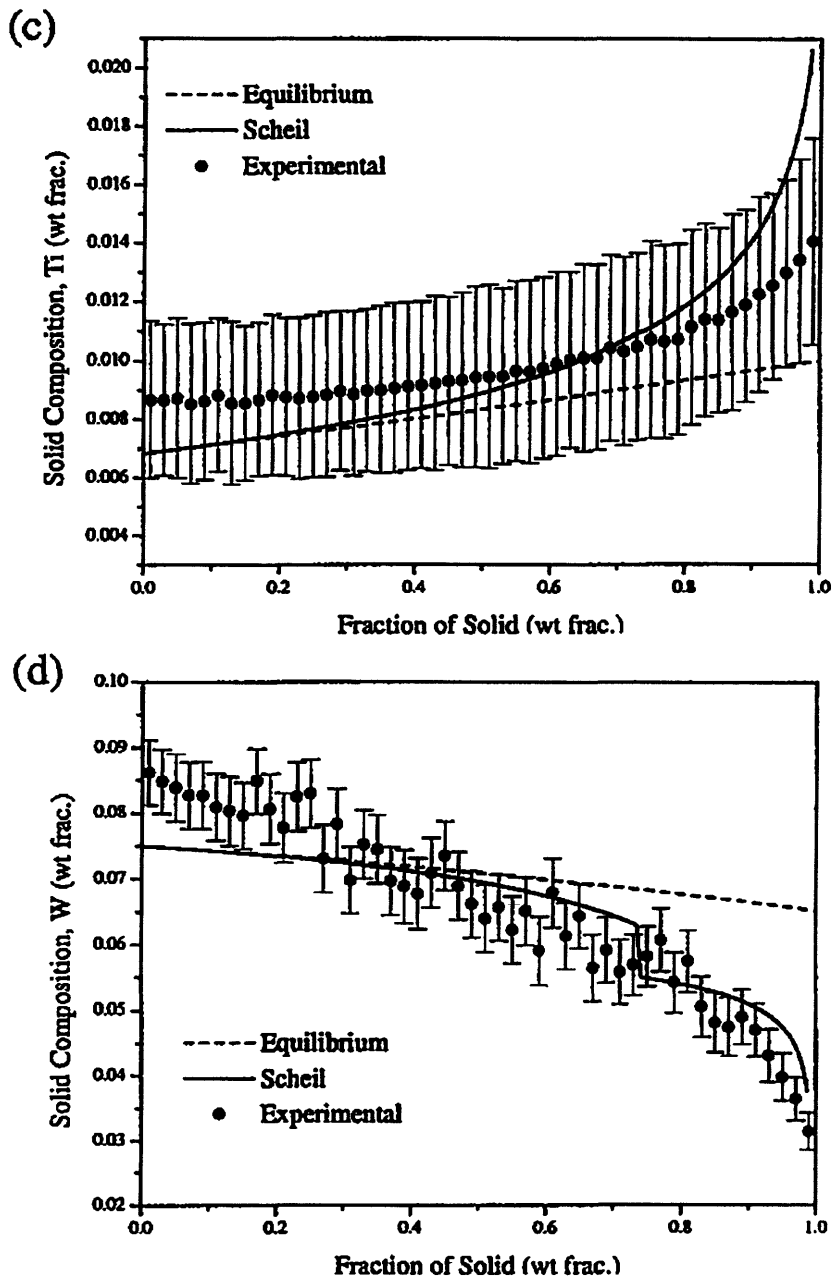 (c)
0.020
0.018
0.016
0.014
0.012
0.010
0.008
0.006
0.004
Solid Composition, Ti (wt frac.)
Equilibrium
Scheil
Experimental
0.0 0.2 0.4 0.6 0.8 1.0
Fraction of Solid (wt frac.)
(d)
0.10
0.09
0.08
0.07
0.06
0.05
0.04
0.03
0.02
Solid Composition, W (wt frac.)
Equilibrium
Scheil
Experimental
0.0 0.2 0.4 0.6 0.8 1.0
Fraction of Solid (wt frac.)